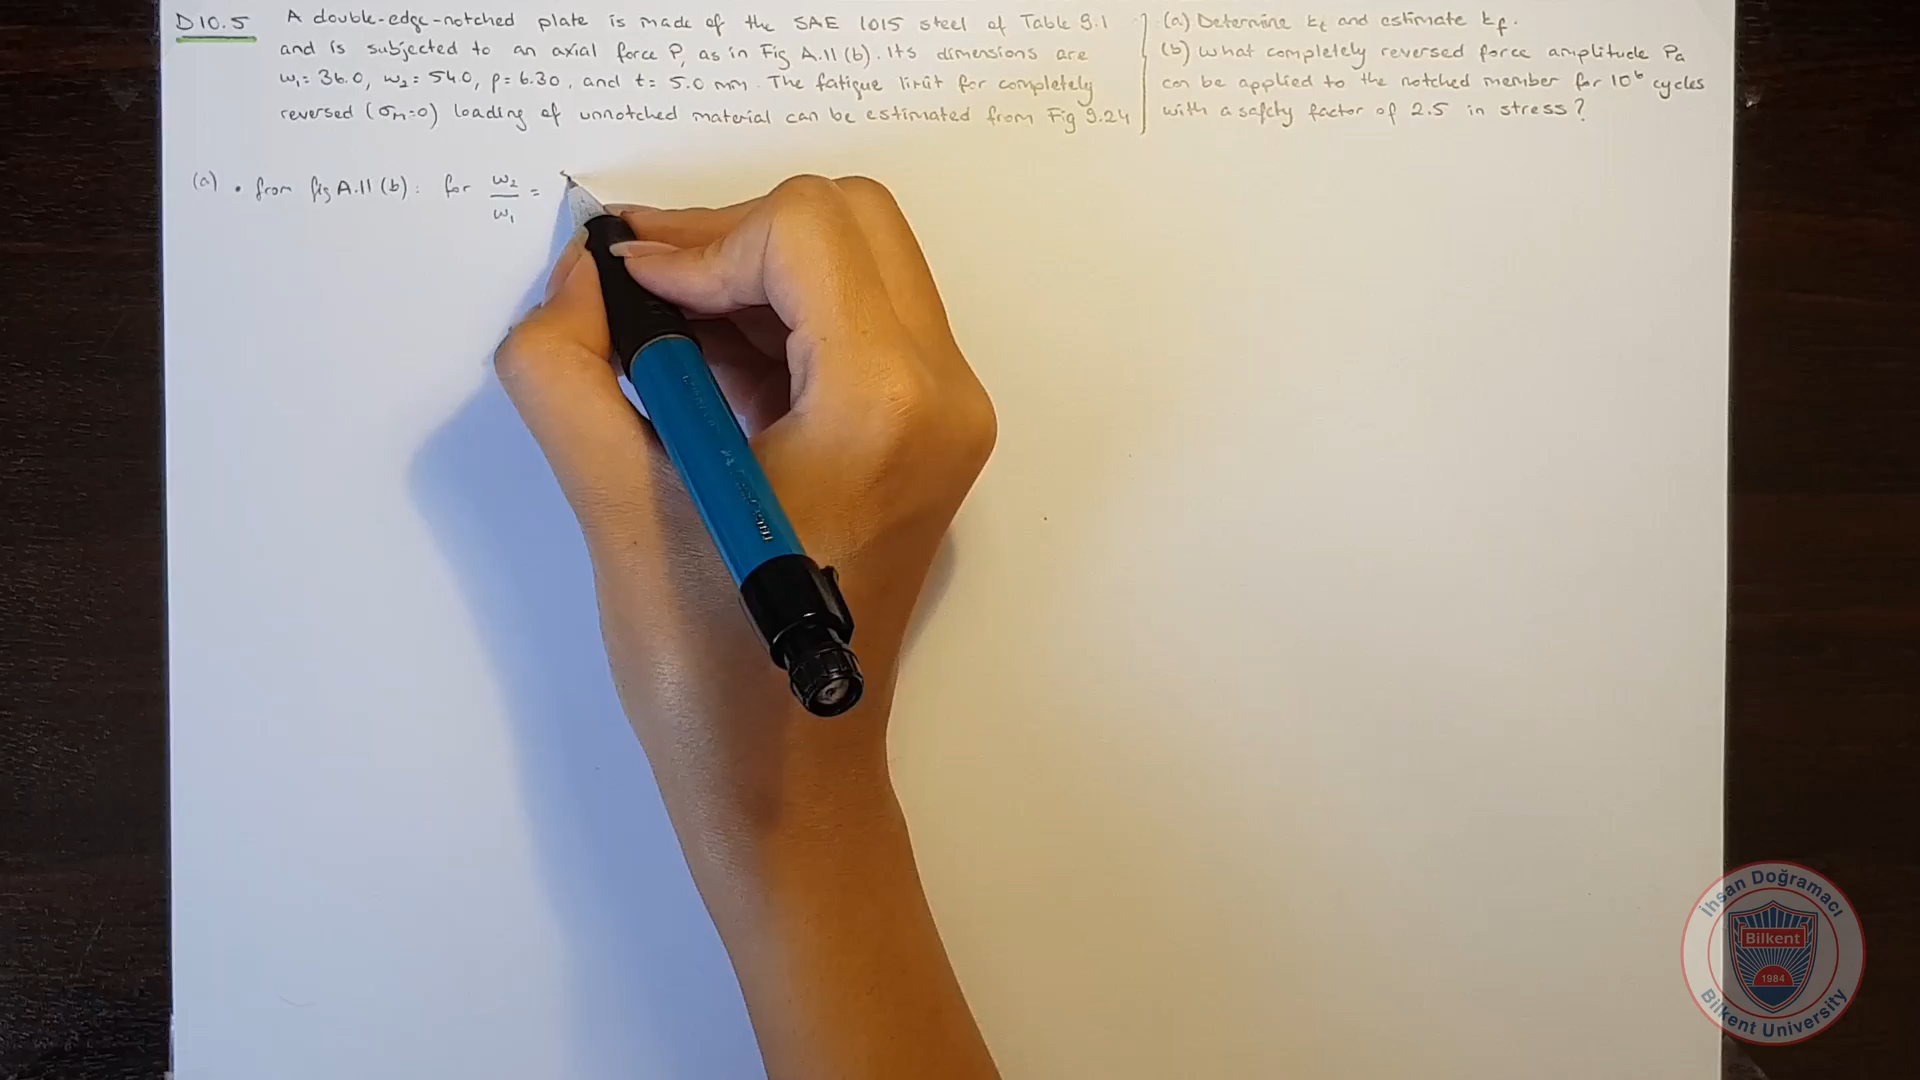 D10.5 A double-edge-notched plate is made of the SAE 1015 steel of Table 9.1
and is subjected to an axial force P, as in Fig A.11 (b). Its dimensions are
w₁= 36.0, w₂= 54.0, ρ= 6.30, and t= 5.0 mm. The fatigue limit for completely
reversed (σₘ=0) loading of unnotched material can be estimated from Fig 9.24
(a) Determine kt and estimate kf.
(b) What completely reversed force amplitude Pa
can be applied to the notched member for 10⁶ cycles
with a safety factor of 2.5 in stress?
(a) • from fig A.11 (b): for w₂/w₁ =
İhsan Doğramacı
Bilkent
1984
Bilkent University